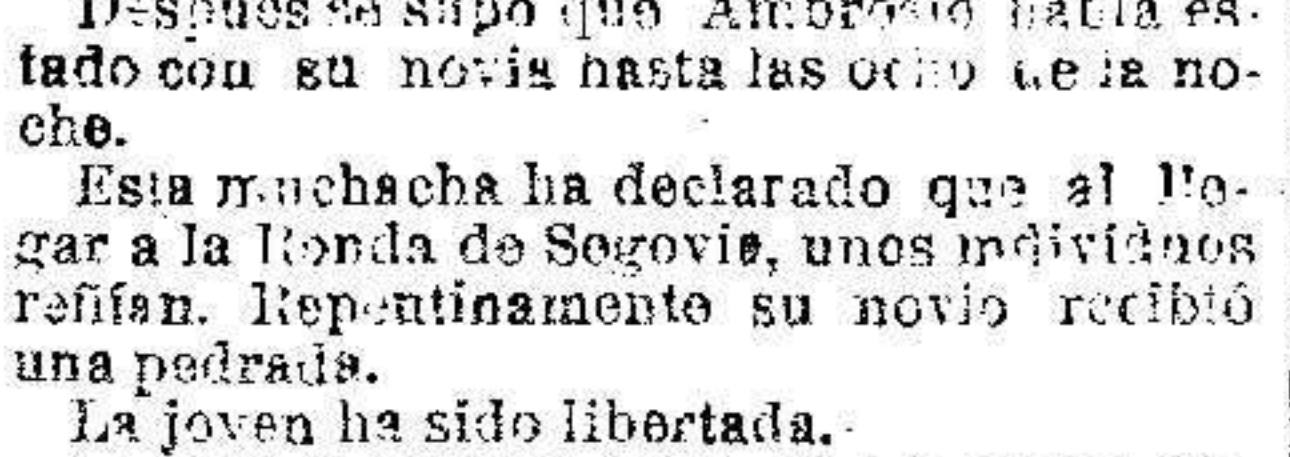 Después se supo que Ambrosio había es-
tado con su novia hasta las ocho de la no-
che.
Esta muchacha ha declarado que al lle-
gar a la Ronda de Segovia, unos individuos
reñían. Repentinamente su novio recibió
una pedrada.
La joven ha sido libertada.